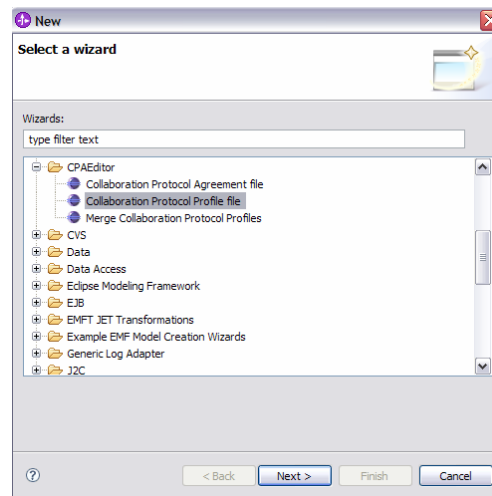 New
Select a wizard
Wizards:
type filter text
CPAEditor
Collaboration Protocol Agreement file
Collaboration Protocol Profile file
Merge Collaboration Protocol Profiles
CVS
Data
Data Access
Eclipse Modeling Framework
EJB
EMFT JET Transformations
Example EMF Model Creation Wizards
Generic Log Adapter
J2C
? < Back Next > Finish Cancel